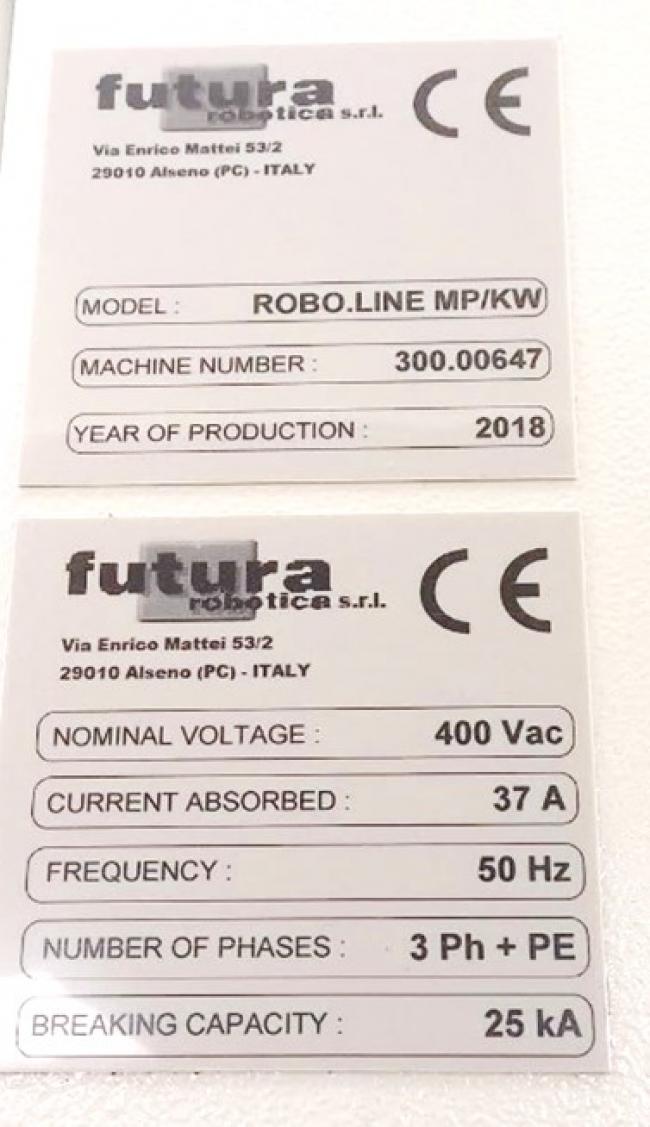 futura
robotica s.r.l.
CE
Via Enrico Mattei 53/2
29010 Alseno (PC) - ITALY
MODEL : ROBO.LINE MP/KW
MACHINE NUMBER : 300.00647
YEAR OF PRODUCTION : 2018
futura
robotica s.r.l.
CE
Via Enrico Mattei 53/2
29010 Alseno (PC) - ITALY
NOMINAL VOLTAGE : 400 Vac
CURRENT ABSORBED : 37 A
FREQUENCY : 50 Hz
NUMBER OF PHASES : 3 Ph + PE
BREAKING CAPACITY : 25 kA